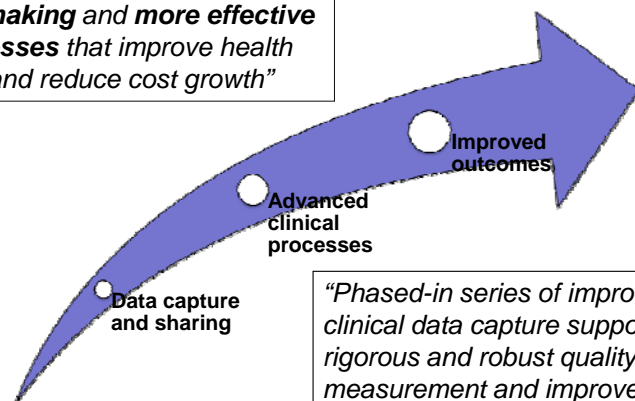 making and more effective
sses that improve health
and reduce cost growth”
Improved
outcomes
Advanced
clinical
processes
Data capture
and sharing
“Phased-in series of impro
clinical data capture suppo
rigorous and robust quality
measurement and improve